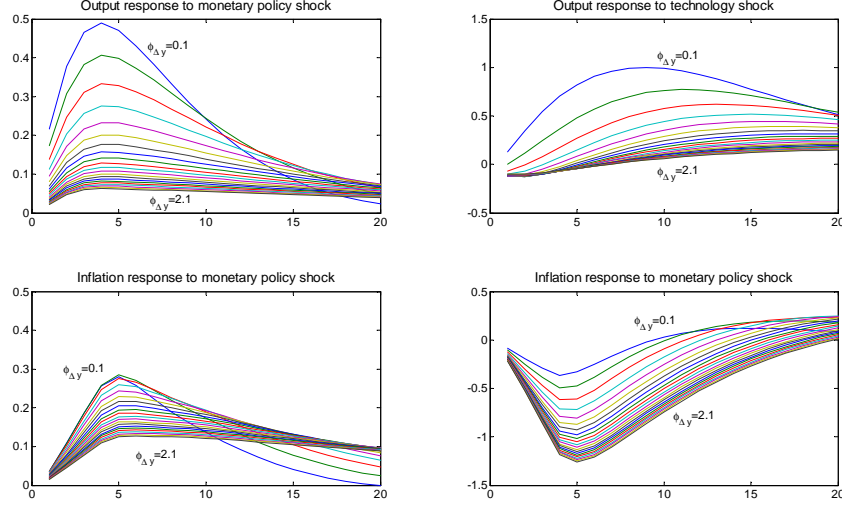 Output response to monetary policy shock
0.5
0.4
0.3
0.2
0.1
0
0 5 10 15 20
ϕΔy=0.1
ϕΔy=2.1
Output response to technology shock
1.5
1
0.5
0
-0.5
0 5 10 15 20
ϕΔy=0.1
ϕΔy=2.1
Inflation response to monetary policy shock
0.5
0.4
0.3
0.2
0.1
0
0 5 10 15 20
ϕΔy=0.1
ϕΔy=2.1
Inflation response to monetary policy shock
0.5
0
-0.5
-1
-1.5
0 5 10 15 20
ϕΔy=0.1
ϕΔy=2.1